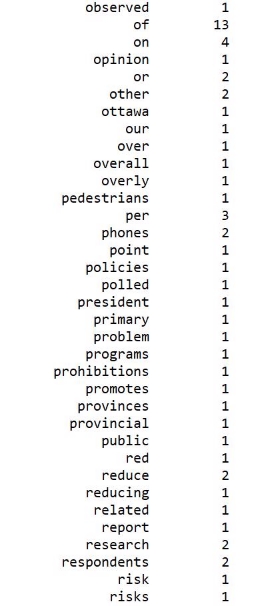 observed 1
of 13
on 4
opinion 1
or 2
other 2
ottawa 1
our 1
over 1
overall 1
overly 1
pedestrians 1
per 3
phones 2
point 1
policies 1
polled 1
president 1
primary 1
problem 1
programs 1
prohibitions 1
promotes 1
provinces 1
provincial 1
public 1
red 1
reduce 2
reducing 1
related 1
report 1
research 2
respondents 2
risk 1
risks 1